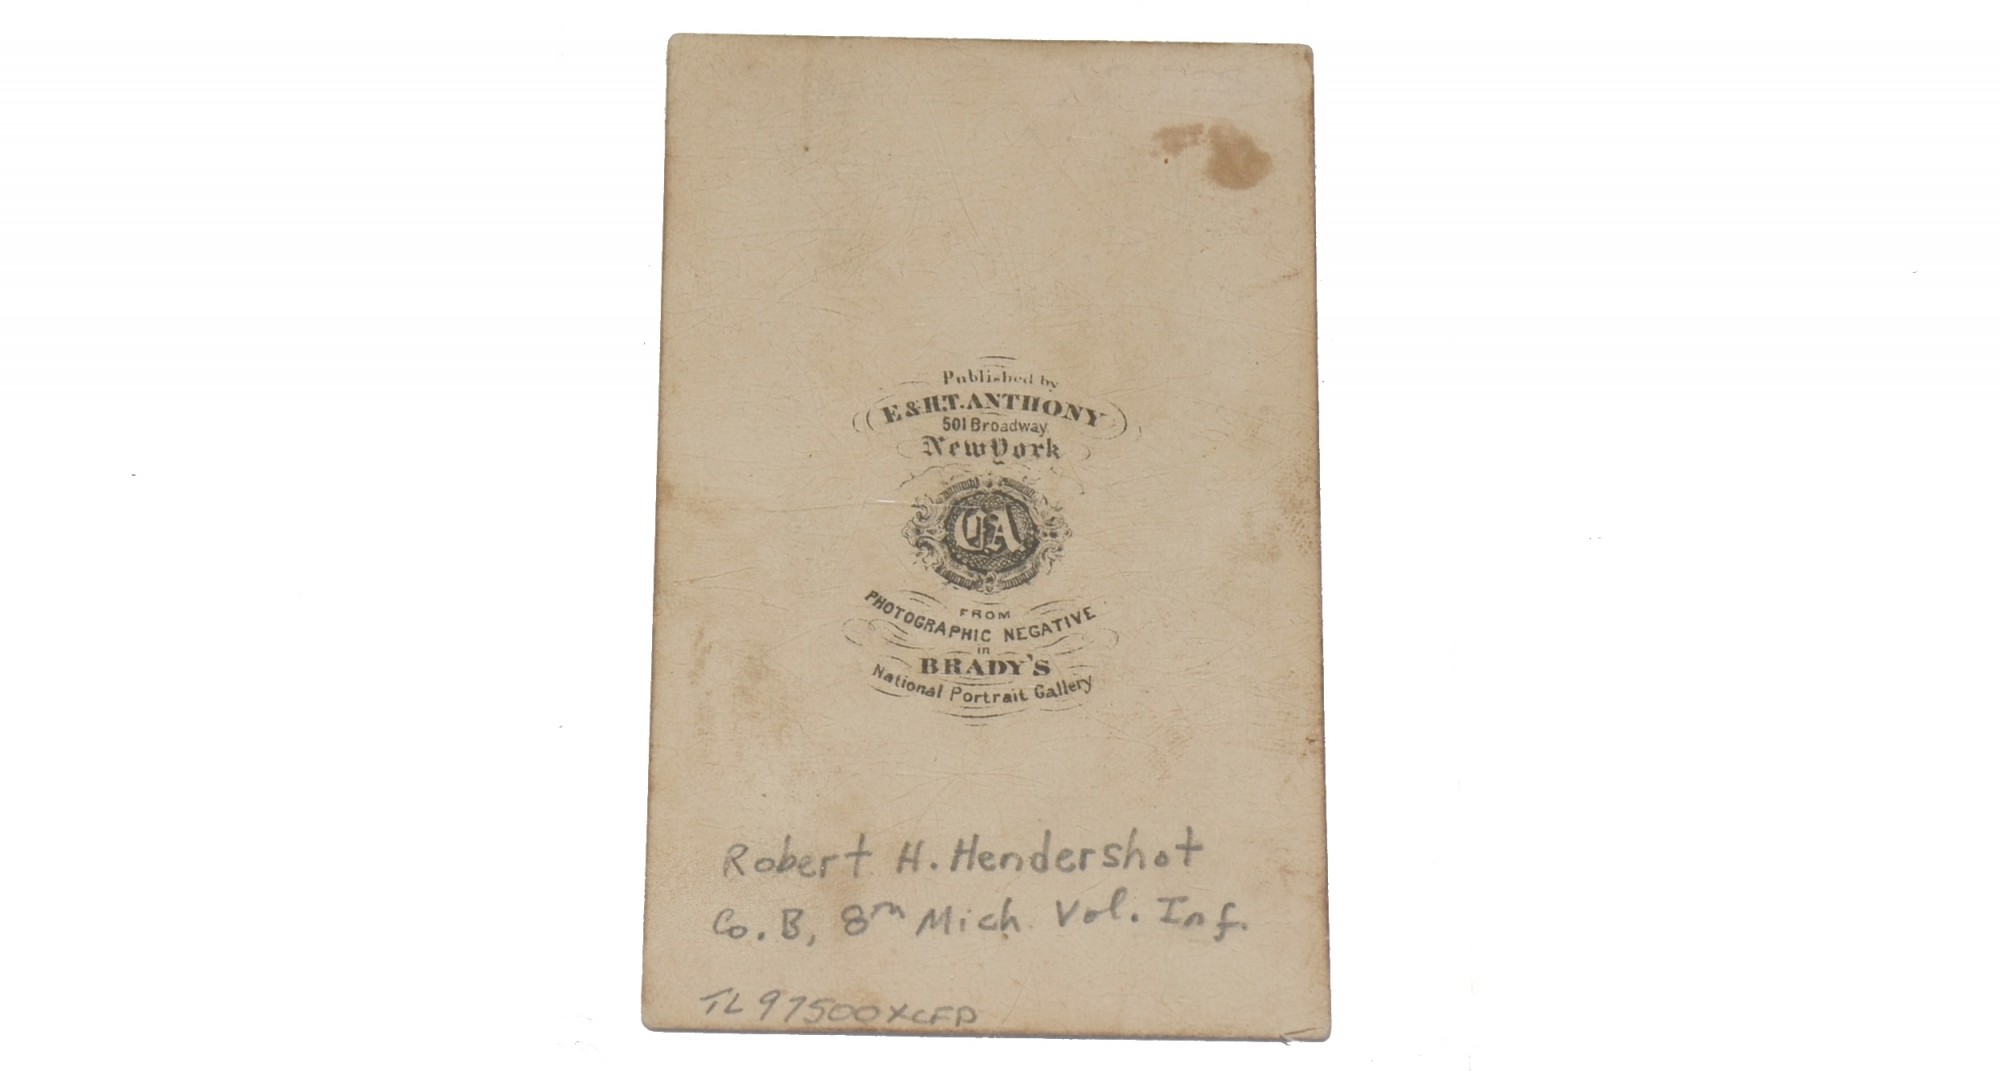 Published by
E & H.T. ANTHONY
501 Broadway
New York
CA
FROM
PHOTOGRAPHIC NEGATIVE
in
BRADY'S
National Portrait Gallery
Robert H. Hendershot
Co. B, 8th Mich. Vol. Inf.
TL97500XCFP